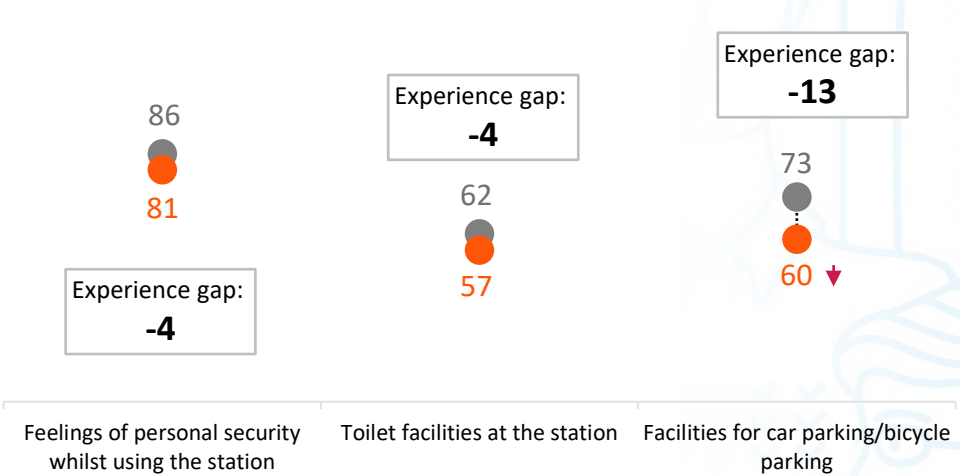 86
81
Experience gap:
-4
Experience gap:
-4
62
57
Experience gap:
-13
73
60
Feelings of personal security
whilst using the station
Toilet facilities at the station
Facilities for car parking/bicycle
parking